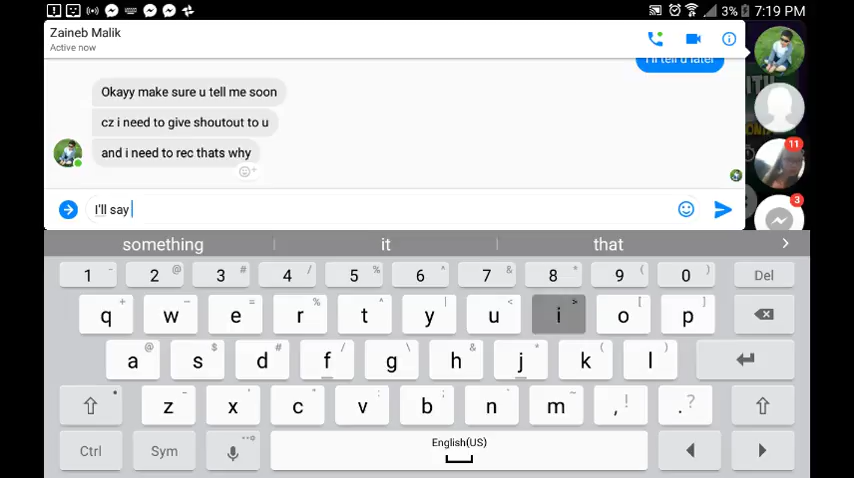 3% 7:19 PM
Zaineb Malik
Active now
I'll tell u later
Okayy make sure u tell me soon
cz i need to give shoutout to u
and i need to rec thats why
11
3
I'll say
something it that >
1 - 2 @ 3 # 4 / 5 % 6 ^ 7 & 8 * 9 ( 0 ) Del
q + w - e = r % t ^ y | u < i > o [ p ]
a @ s $ d # f / g \ h & j * k ( l )
z - x ' c " v : b ; n - m ~ , ! . ?
Ctrl Sym English(US)